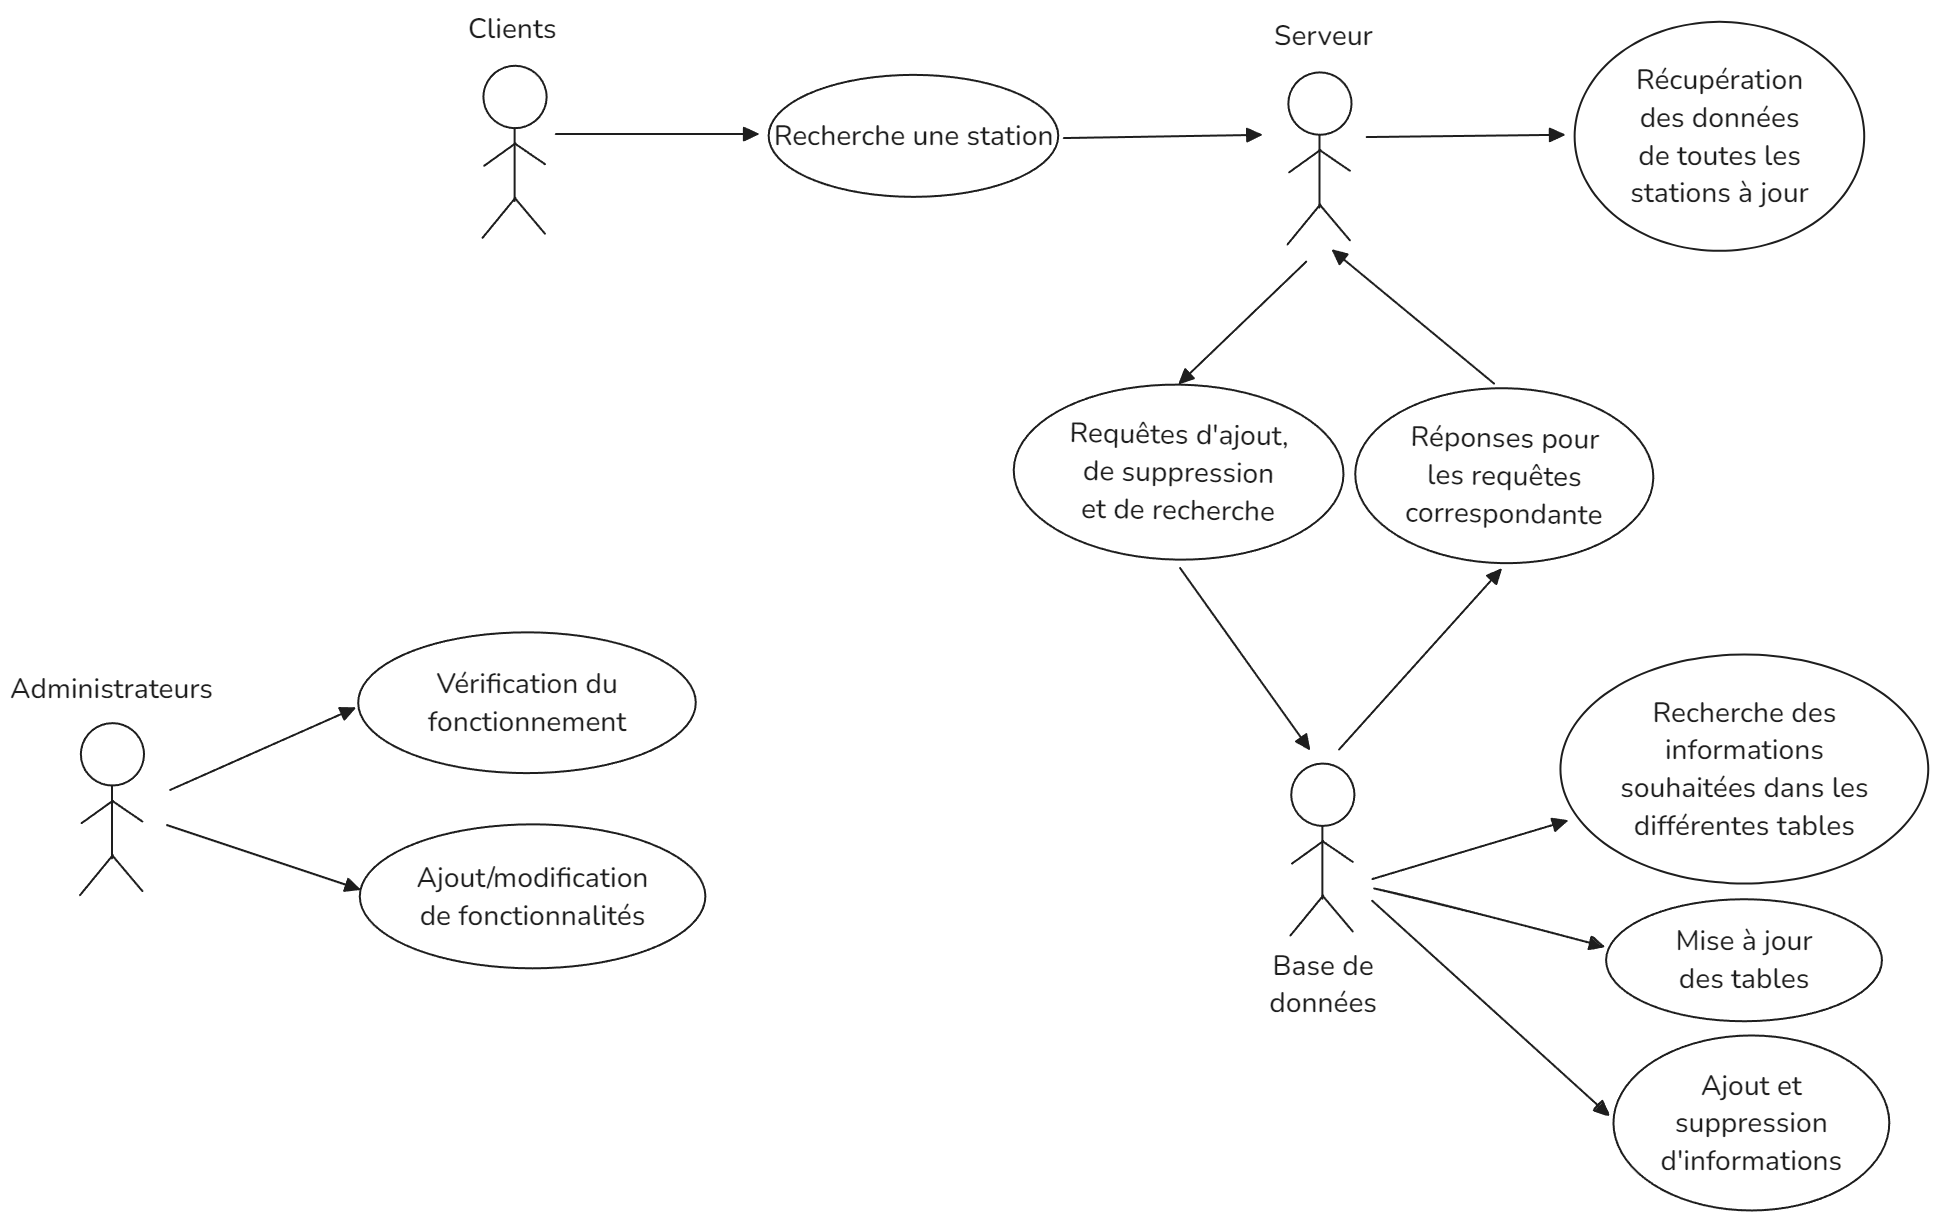 Clients
Recherche une station
Serveur
Récupération
des données
de toutes les
stations à jour
Requêtes d'ajout,
de suppression
et de recherche
Réponses pour
les requêtes
correspondante
Administrateurs
Vérification du
fonctionnement
Ajout/modification
de fonctionnalités
Base de
données
Recherche des
informations
souhaitées dans les
différentes tables
Mise à jour
des tables
Ajout et
suppression
d'informations